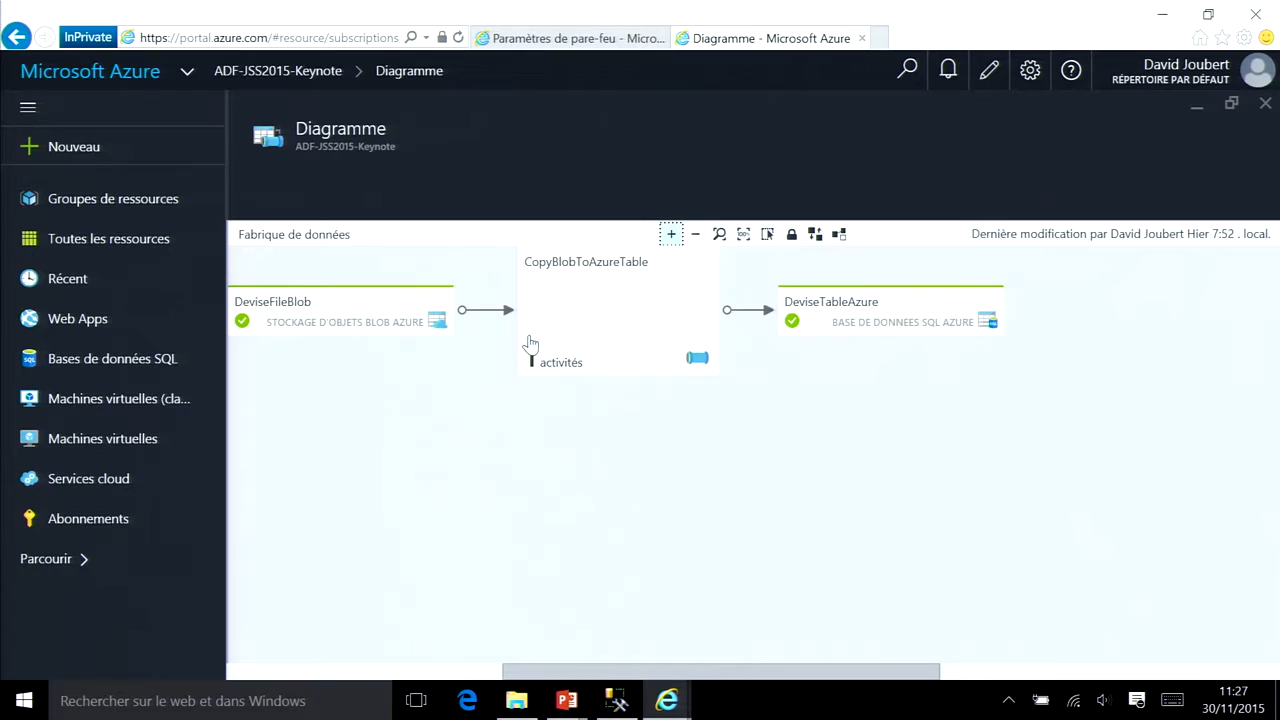 InPrivate
https://portal.azure.com/#resource/subscriptions
Paramètres de pare-feu - Micro...
Diagramme - Microsoft Azure
Microsoft Azure
ADF-JSS2015-Keynote
Diagramme
David Joubert
RÉPERTOIRE PAR DÉFAUT
Nouveau
Groupes de ressources
Toutes les ressources
Récent
Web Apps
Bases de données SQL
Machines virtuelles (cla...
Machines virtuelles
Services cloud
Abonnements
Parcourir
Diagramme
ADF-JSS2015-Keynote
Fabrique de données
Dernière modification par David Joubert Hier 7:52 . local.
DeviseFileBlob
STOCKAGE D'OBJETS BLOB AZURE
CopyBlobToAzureTable
activités
DeviseTableAzure
BASE DE DONNÉES SQL AZURE
Rechercher sur le web et dans Windows
11:27
30/11/2015